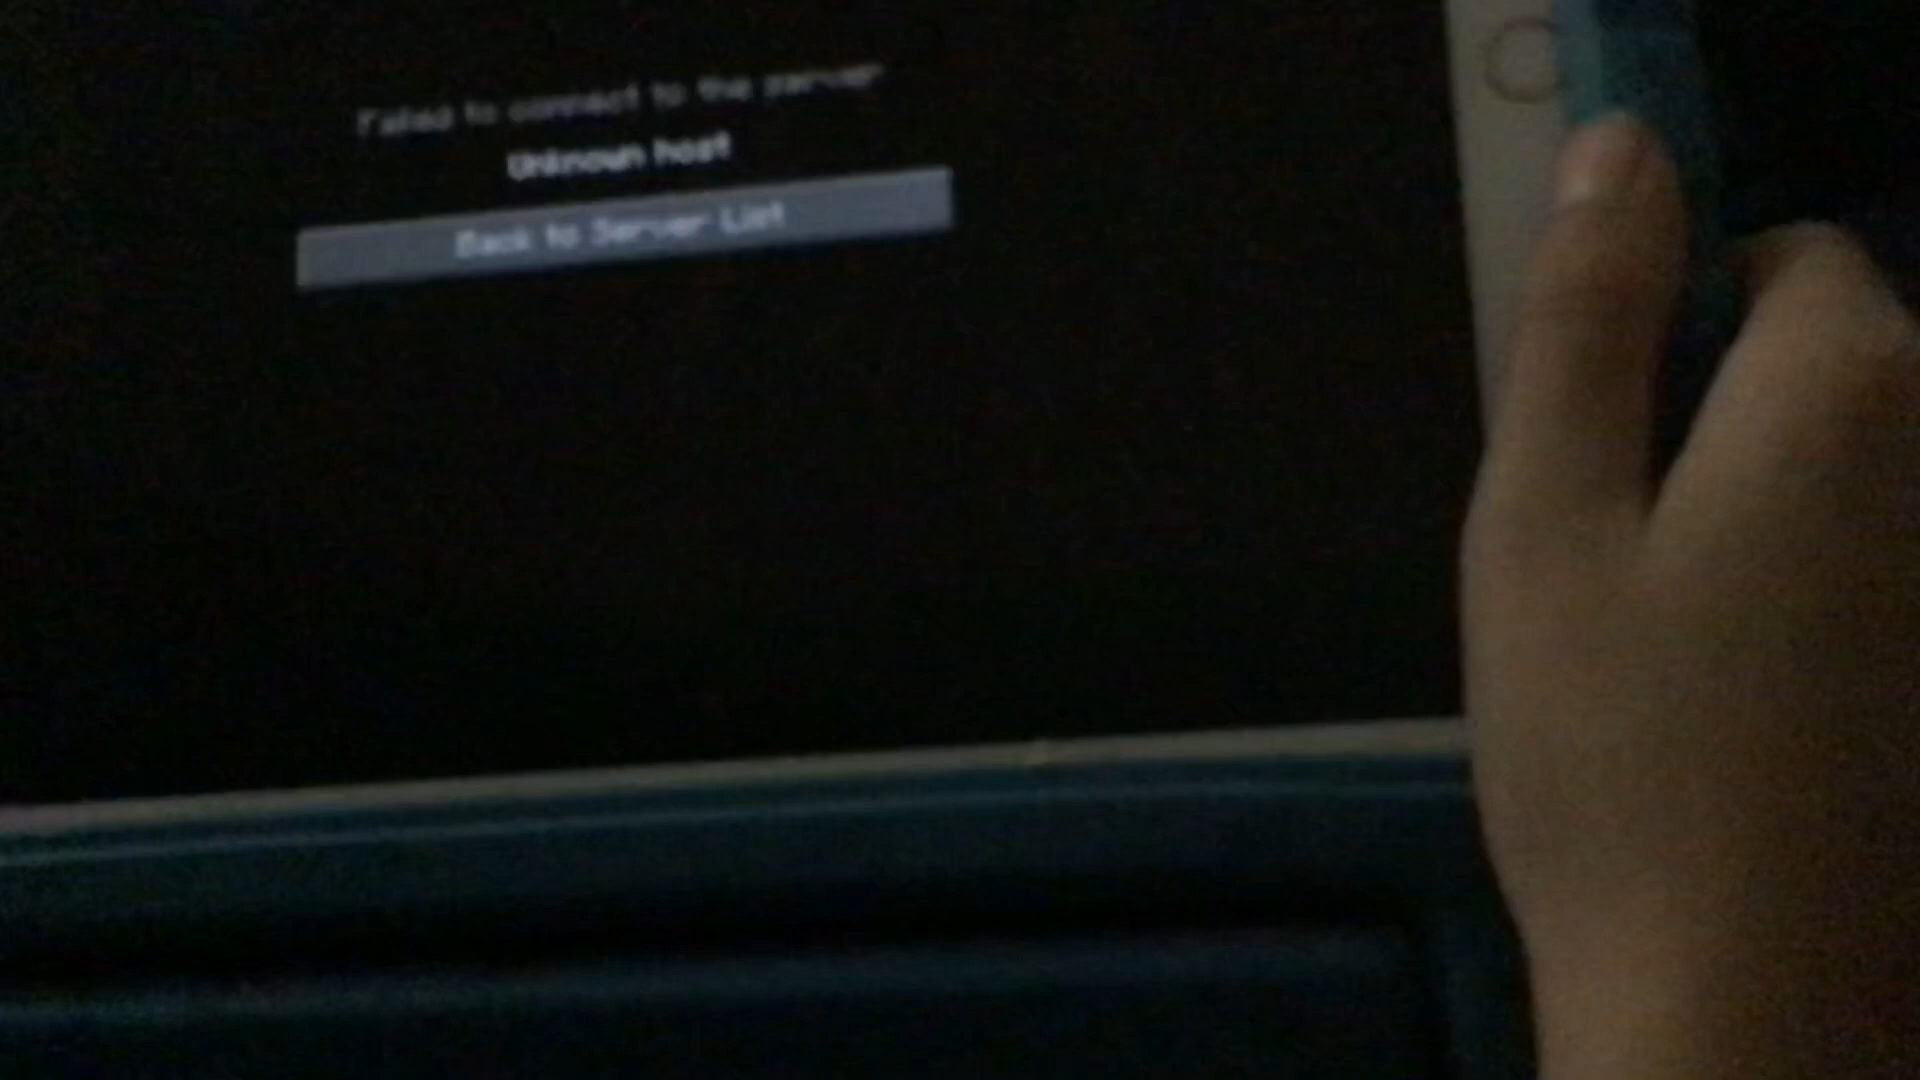 Failed to connect to the server
Unknown host
Back to Server List